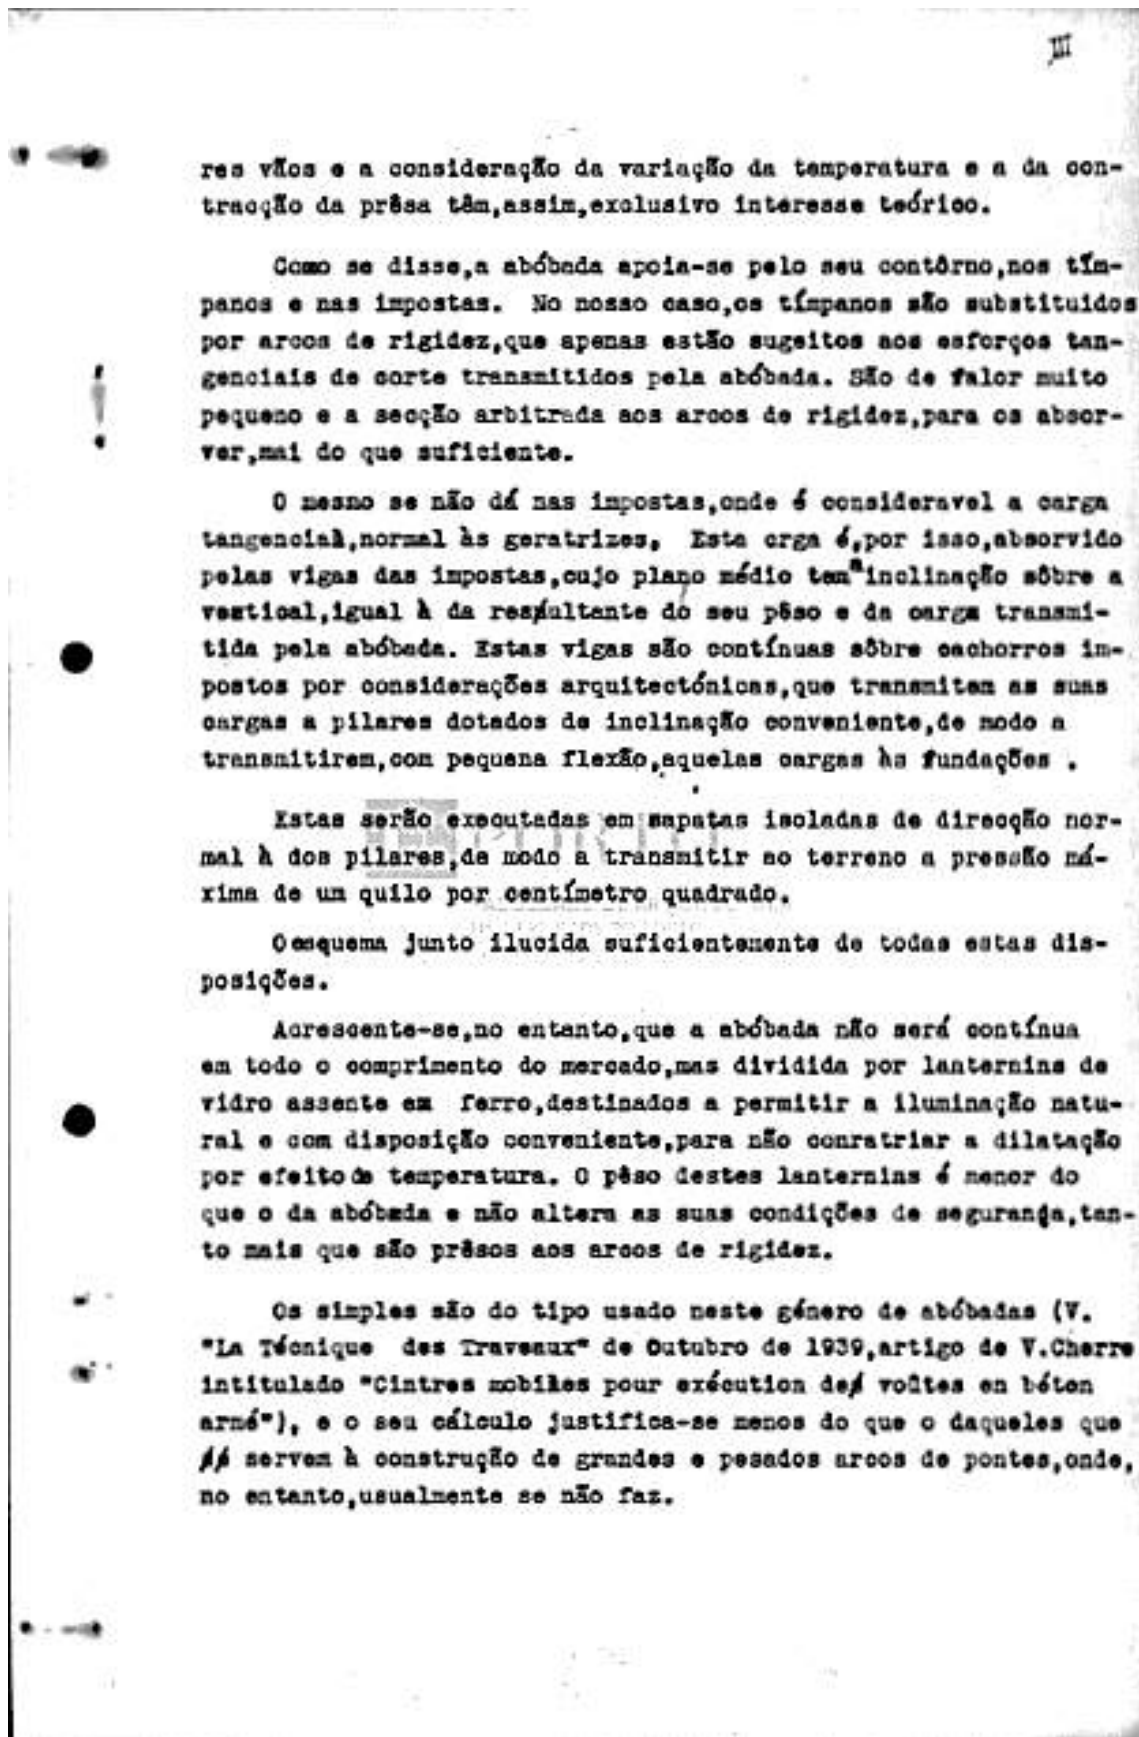 III
res vãos e a consideração da variação da temperatura e a da con-
tracção da prêsa têm,assim,exclusivo interesse teórico.
Como se disse,a abóbada apoia-se pelo seu contôrno,nos tím-
panos e nas impostas. No nosso caso,os tímpanos são substituidos
por arcos de rigidez,que apenas estão sugeitos aos esforços tan-
genciais de corte transmitidos pela abóbada. São de falor muito
pequeno e a secção arbitrada aos arcos de rigidez,para os absor-
ver,mai do que suficiente.
O mesmo se não dá nas impostas,onde é consideravel a carga
tangencial,normal às geratrizes. Esta crga é,por isso,absorvido
pelas vigas das impostas,cujo plano médio tem a inclinação sôbre a
vertical,igual à da resultante do seu pêso e da carga transmi-
tida pela abóbada. Estas vigas são contínuas sôbre cachorros im-
postos por considerações arquitectónicas,que transmitem as suas
cargas a pilares dotados de inclinação conveniente,de modo a
transmitirem,com pequena flexão,aquelas cargas às fundações .
Estas serão executadas em sapatas isoladas de direcção nor-
mal à dos pilares,de modo a transmitir ao terreno a pressão má-
xima de um quilo por centímetro quadrado.
O esquema junto ilucida suficientemente de todas estas dis-
posições.
Acrescente-se,no entanto,que a abóbada não será contínua
em todo o comprimento do mercado,mas dividida por lanternins de
vidro assente em ferro,destinados a permitir a iluminação natu-
ral e com disposição conveniente,para não conratriar a dilatação
por efeito da temperatura. O pêso destes lanternins é menor do
que o da abóbada e não altera as suas condições de segurança,tan-
to mais que são prêsos aos arcos de rigidez.
Os simples são do tipo usado neste género de abóbadas (V.
"La Técnique des Traveaux" de Outubro de 1939,artigo de V.Cherre
intitulado "Cintres mobiles pour exécution de voûtes en béton
armé"), e o seu cálculo justifica-se menos do que o daqueles que
servem à construção de grandes e pesados arcos de pontes,onde,
no entanto,usualmente se não faz.